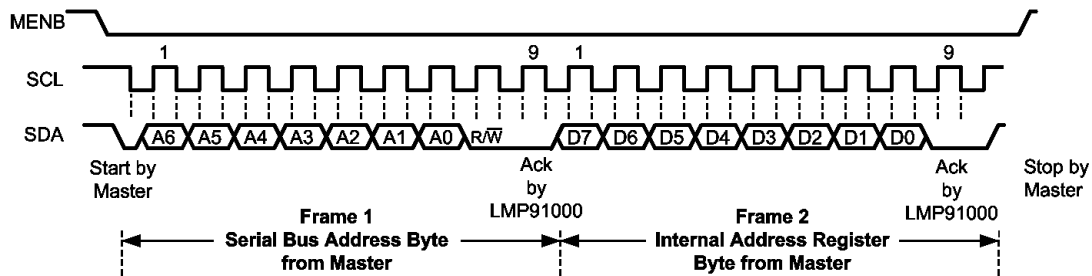 MENB
1 9 1 9
SCL
SDA A6 A5 A4 A3 A2 A1 A0 R/W̅ D7 D6 D5 D4 D3 D2 D1 D0
Start by
Master
Ack
by
LMP91000
Ack
by
LMP91000
Stop by
Master
Frame 1
Serial Bus Address Byte
from Master
Frame 2
Internal Address Register
Byte from Master